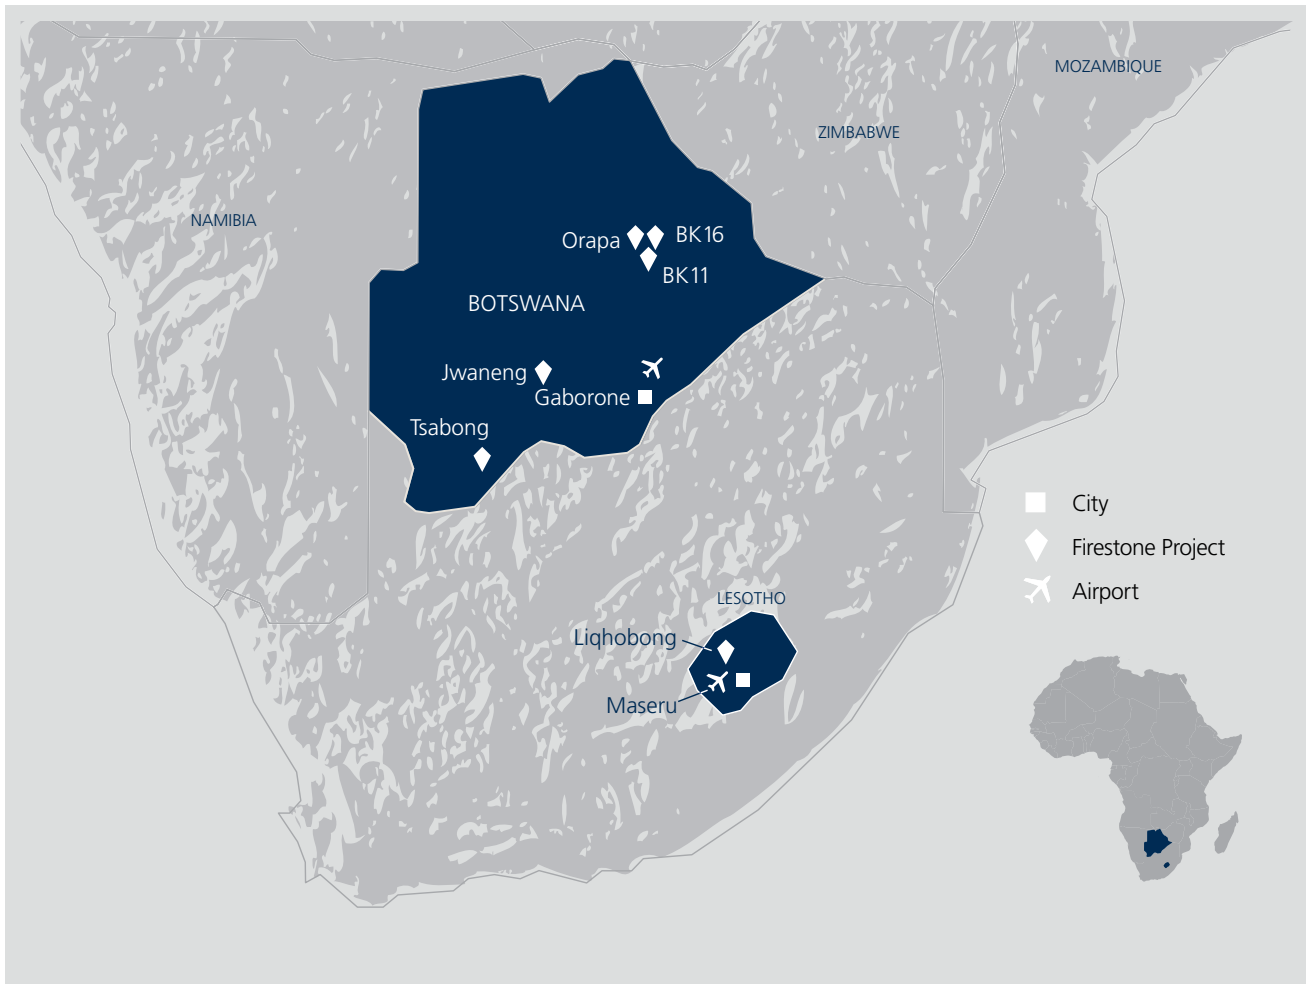 MOZAMBIQUE
ZIMBABWE
NAMIBIA
Orapa
BK16
BK11
BOTSWANA
Jwaneng
Gaborone
Tsabong
City
Firestone Project
Airport
LESOTHO
Liqhobong
Maseru